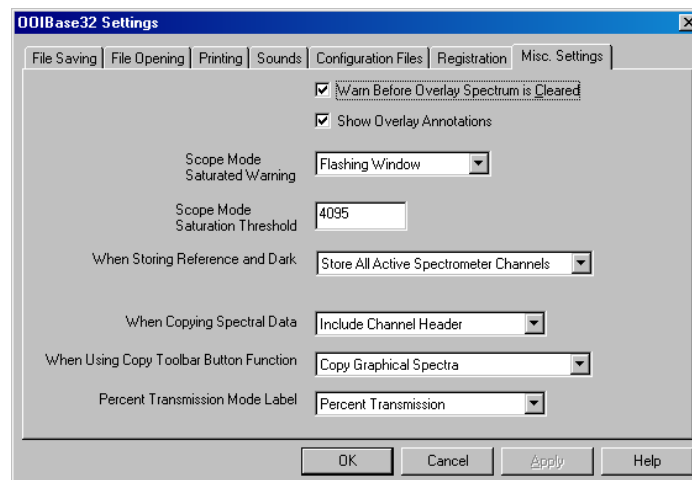 OOIBase32 Settings
File Saving File Opening Printing Sounds Configuration Files Registration Misc. Settings
Warn Before Overlay Spectrum is Cleared
Show Overlay Annotations
Scope Mode
Saturated Warning
Flashing Window
Scope Mode
Saturation Threshold
4095
When Storing Reference and Dark
Store All Active Spectrometer Channels
When Copying Spectral Data
Include Channel Header
When Using Copy Toolbar Button Function
Copy Graphical Spectra
Percent Transmission Mode Label
Percent Transmission
OK Cancel Apply Help